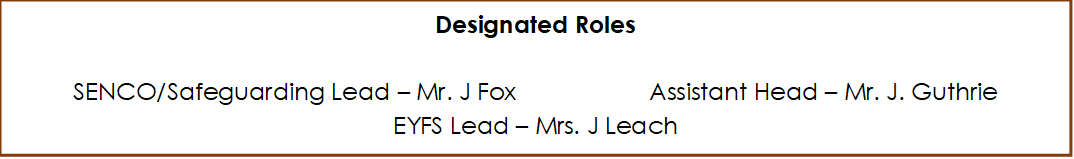 Designated Roles
SENCO/Safeguarding Lead – Mr. J Fox Assistant Head – Mr. J. Guthrie
EYFS Lead – Mrs. J Leach